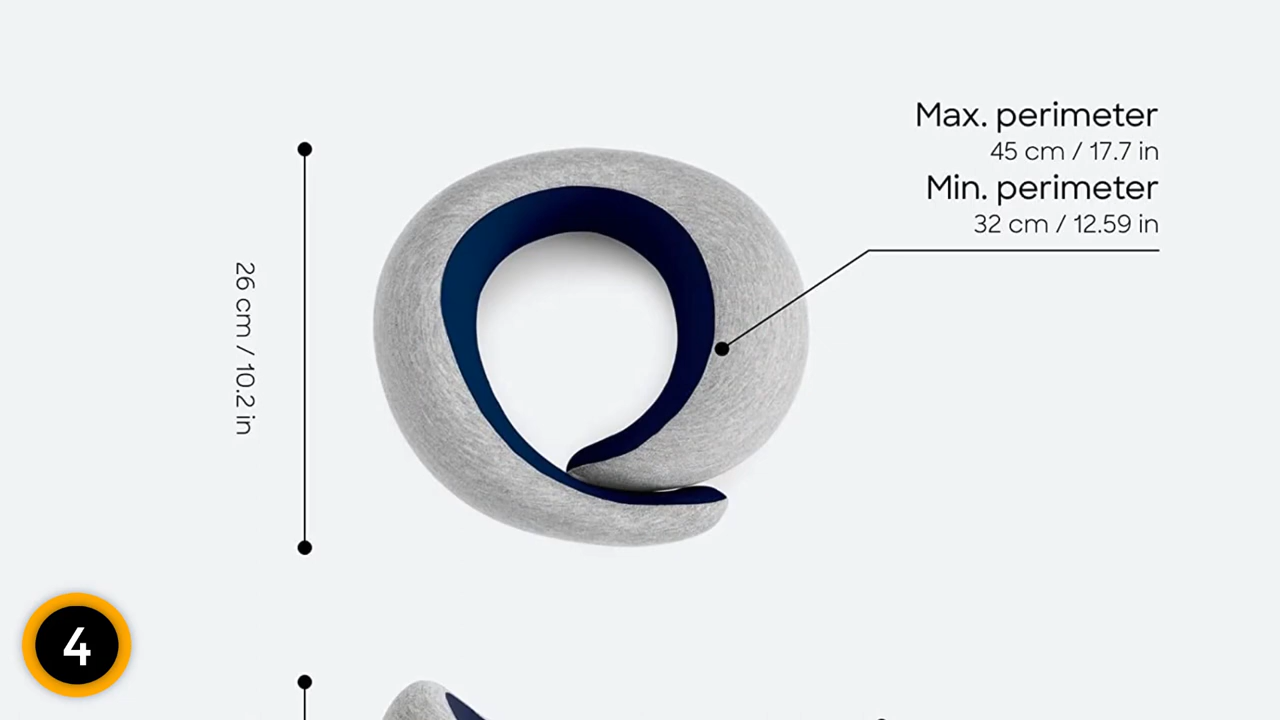 Max. perimeter
45 cm / 17.7 in
Min. perimeter
32 cm / 12.59 in
26 cm / 10.2 in
4